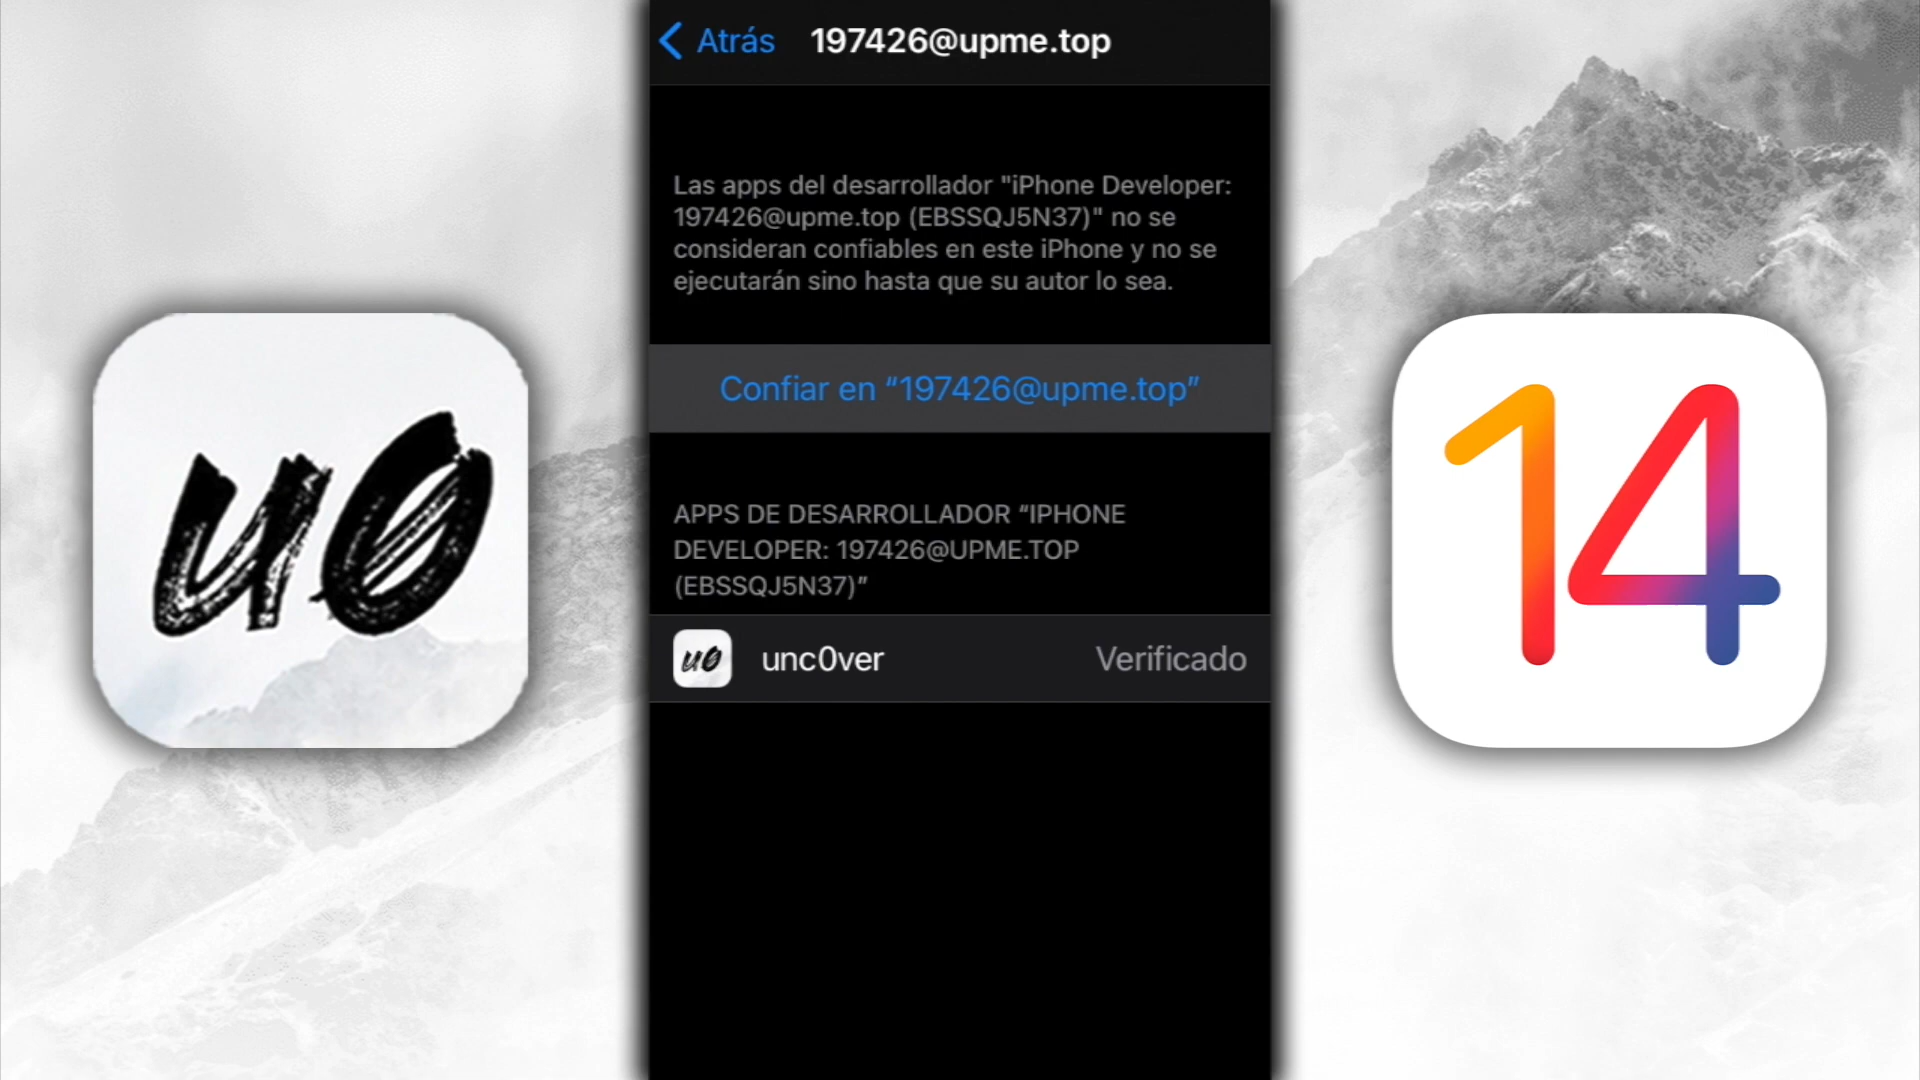 Atrás 197426@upme.top
Las apps del desarrollador "iPhone Developer:
197426@upme.top (EBSSQJ5N37)" no se
consideran confiables en este iPhone y no se
ejecutarán sino hasta que su autor lo sea.
Confiar en “197426@upme.top”
APPS DE DESARROLLADOR “IPHONE
DEVELOPER: 197426@UPME.TOP
(EBSSQJ5N37)”
u0 unc0ver Verificado
u0
14